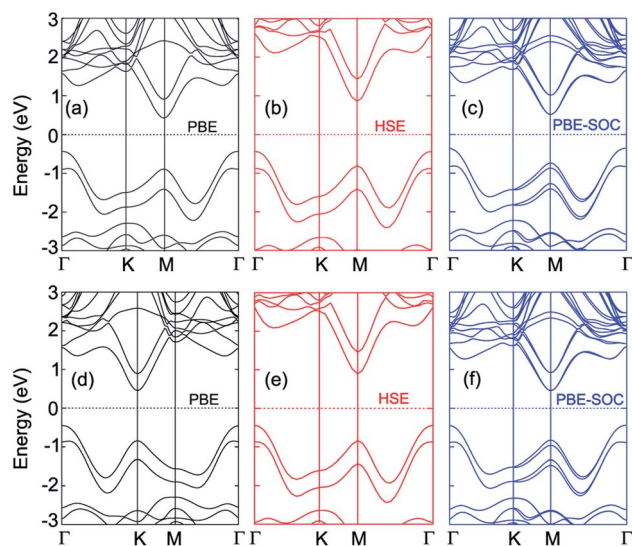 3
2
1
0
-1
-2
-3
Energy (eV)
(a)
PBE
Γ K M Γ
(b)
HSE
Γ K M Γ
(c)
PBE-SOC
Γ K M Γ
3
2
1
0
-1
-2
-3
Energy (eV)
(d)
PBE
Γ K M Γ
(e)
HSE
Γ K M Γ
(f)
PBE-SOC
Γ K M Γ